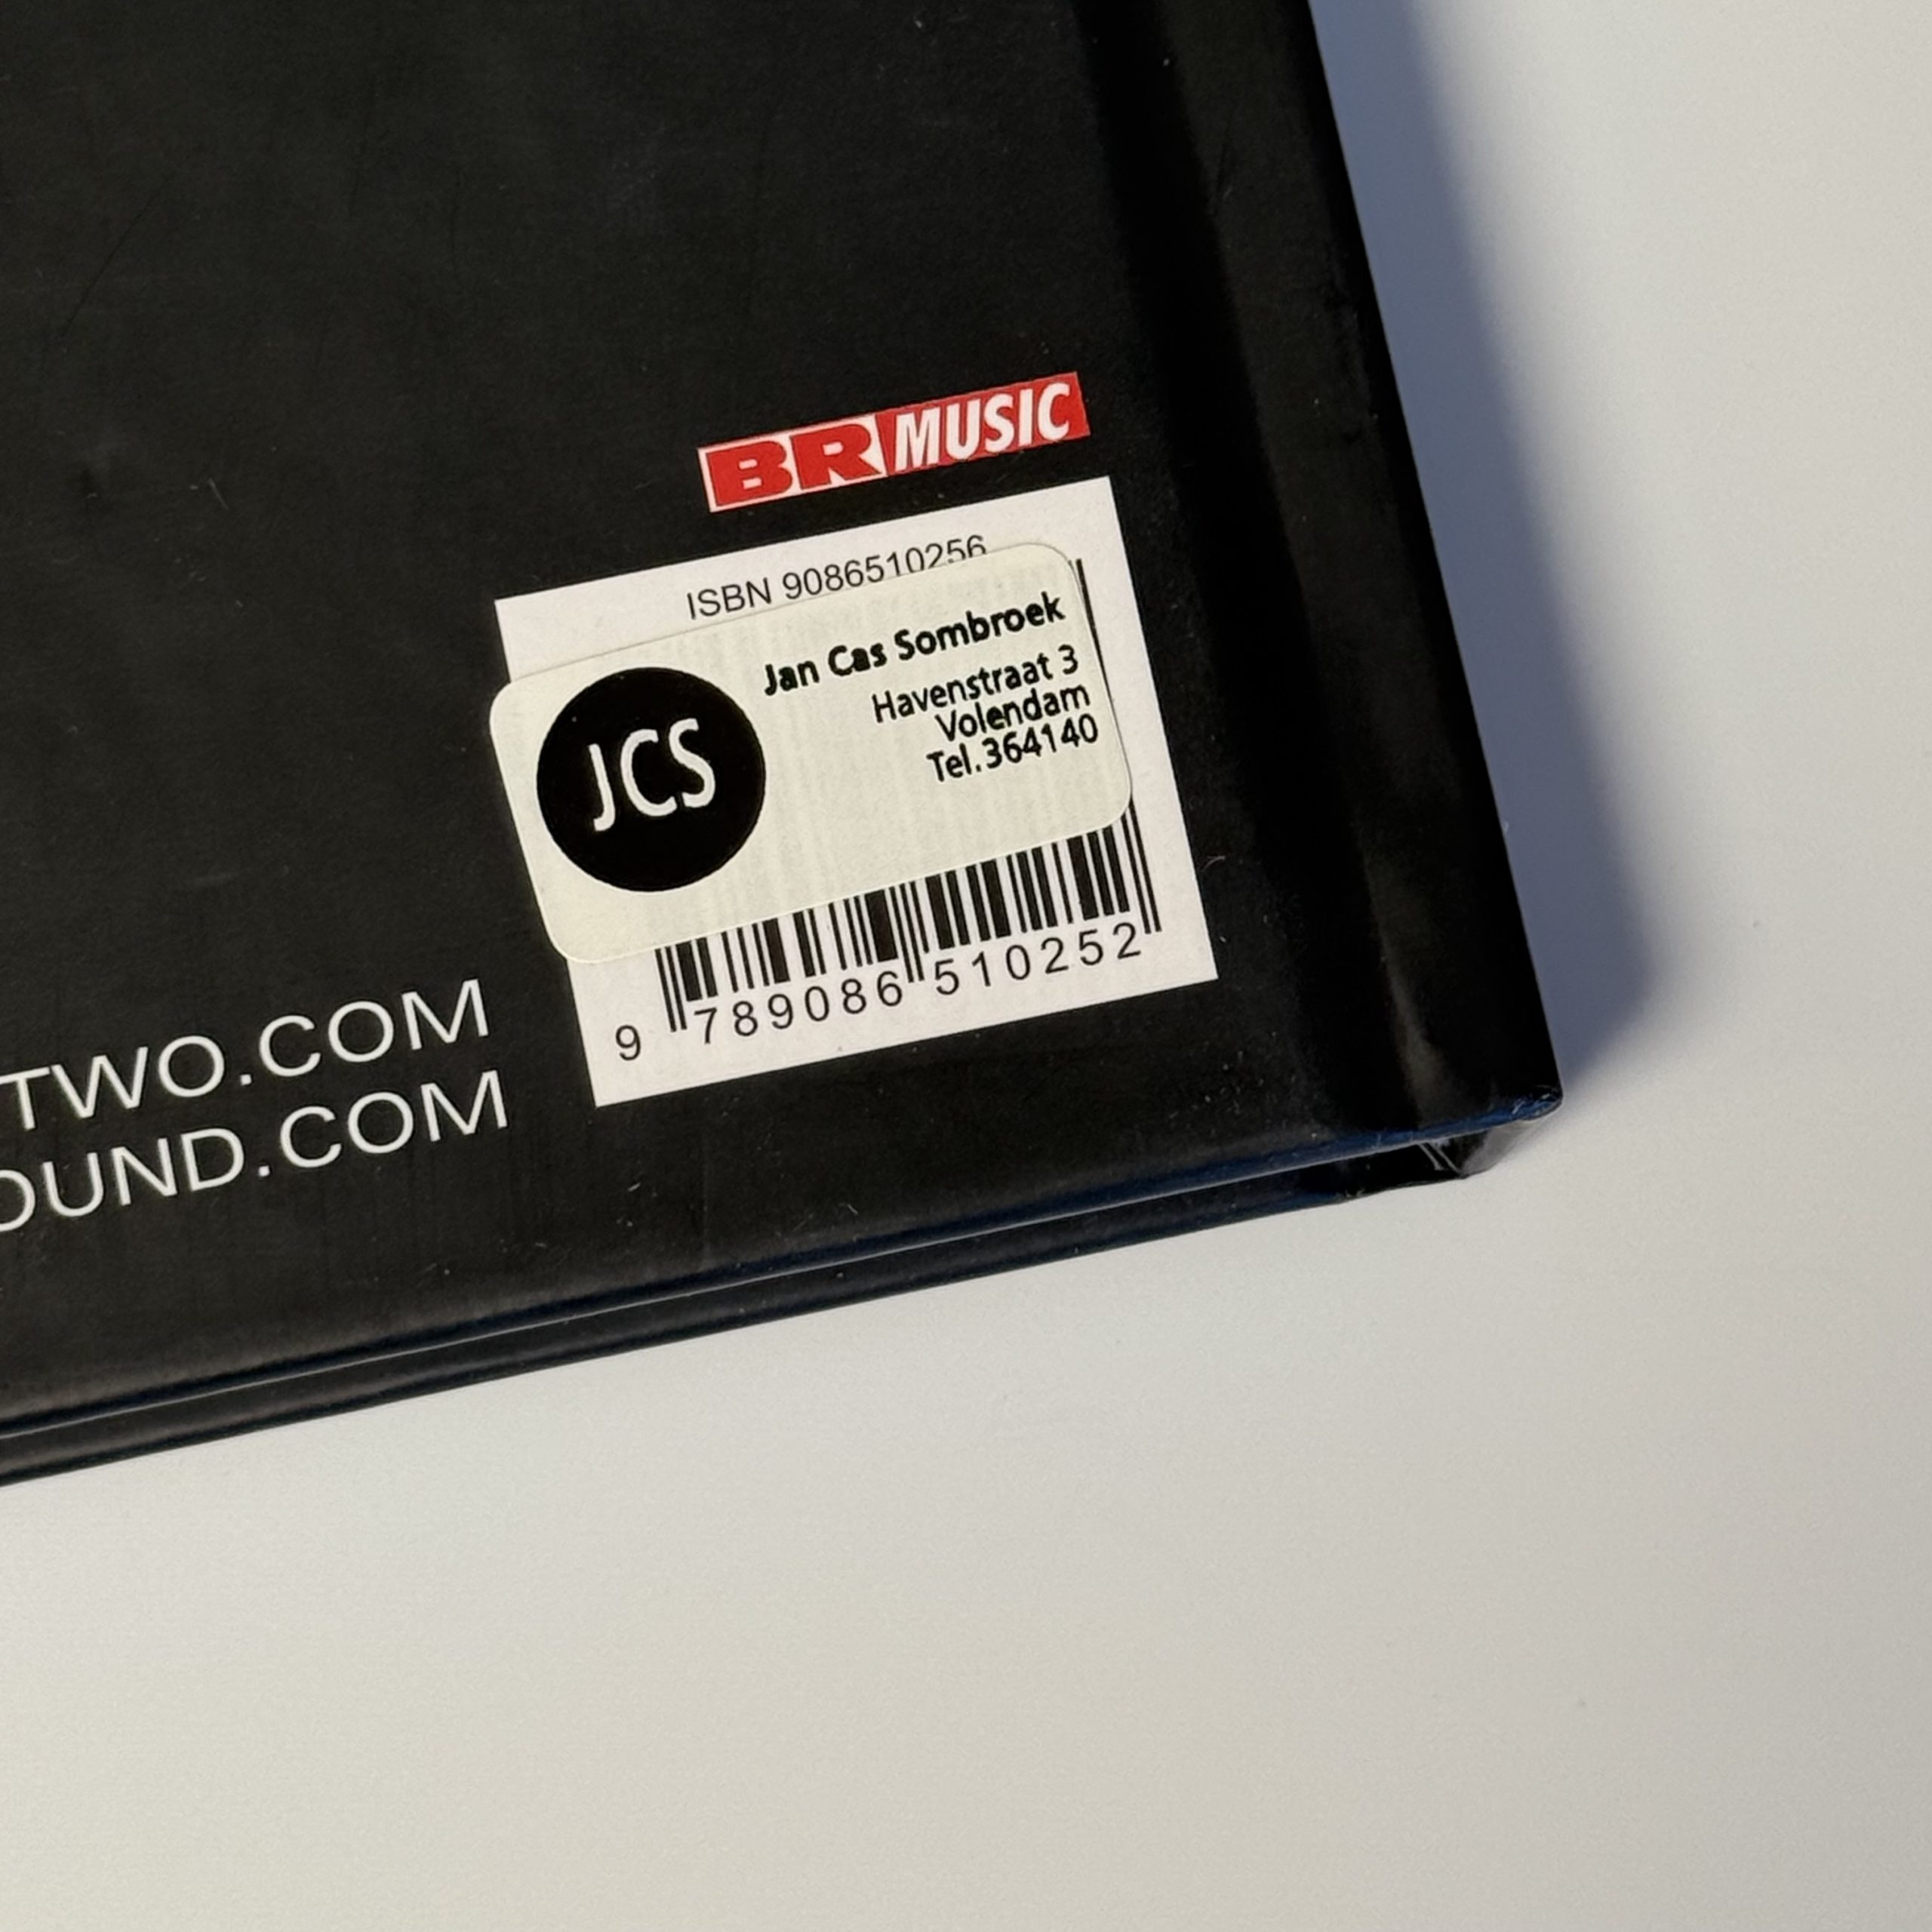 BR MUSIC
ISBN 9086510256
JCS
Jan Cas Sombroek
Havenstraat 3
Volendam
Tel.364140
9 789086 510252
TWO.COM
OUND.COM